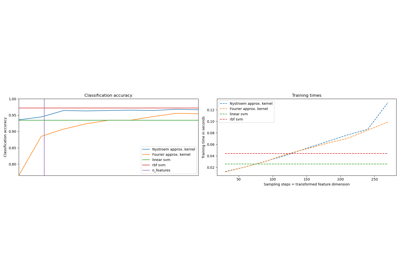 Classification accuracy
1.00
0.95
0.90
0.85
0.80
Classification accuracy
Nystroem approx. kernel
Fourier approx. kernel
linear svm
rbf svm
n_features
Training times
0.12
0.10
0.08
0.06
0.04
0.02
Training time in seconds
Nystroem approx. kernel
Fourier approx. kernel
linear svm
rbf svm
50
100
150
200
250
Sampling steps = transformed feature dimension